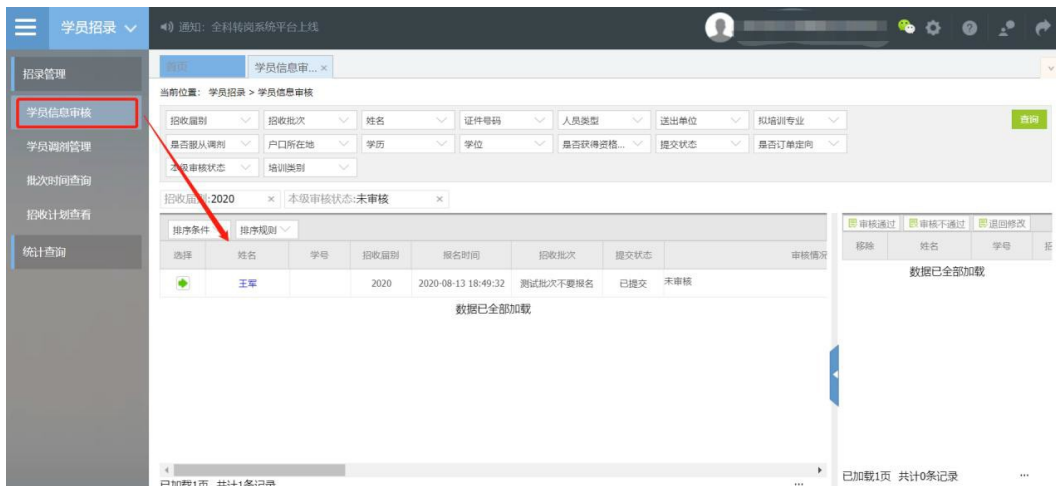 学员招录
通知：全科转岗系统平台上线
招录管理
学员信息审核
学员调剂管理
批次时间查询
招收计划查看
统计查询
首页
学员信息审... ×
当前位置： 学员招录 > 学员信息审核
招收届别 招收批次 姓名 证件号码 人员类型 送出单位 拟培训专业 查询
是否服从调剂 户口所在地 学历 学位 是否获得资格... 提交状态 是否订单定向
本级审核状态 培训类别
招收届别:2020 × 本级审核状态:未审核 ×
排序条件 排序规则
选择 姓名 学号 招收届别 报名时间 招收批次 提交状态 审核情况
王军 2020 2020-08-13 18:49:32 测试批次不要报名 已提交 未审核
数据已全部加载
已加载1页 共计1条记录 ...
审核通过 审核不通过 退回修改
移除 姓名 学号 招
数据已全部加载
已加载1页 共计0条记录 ...